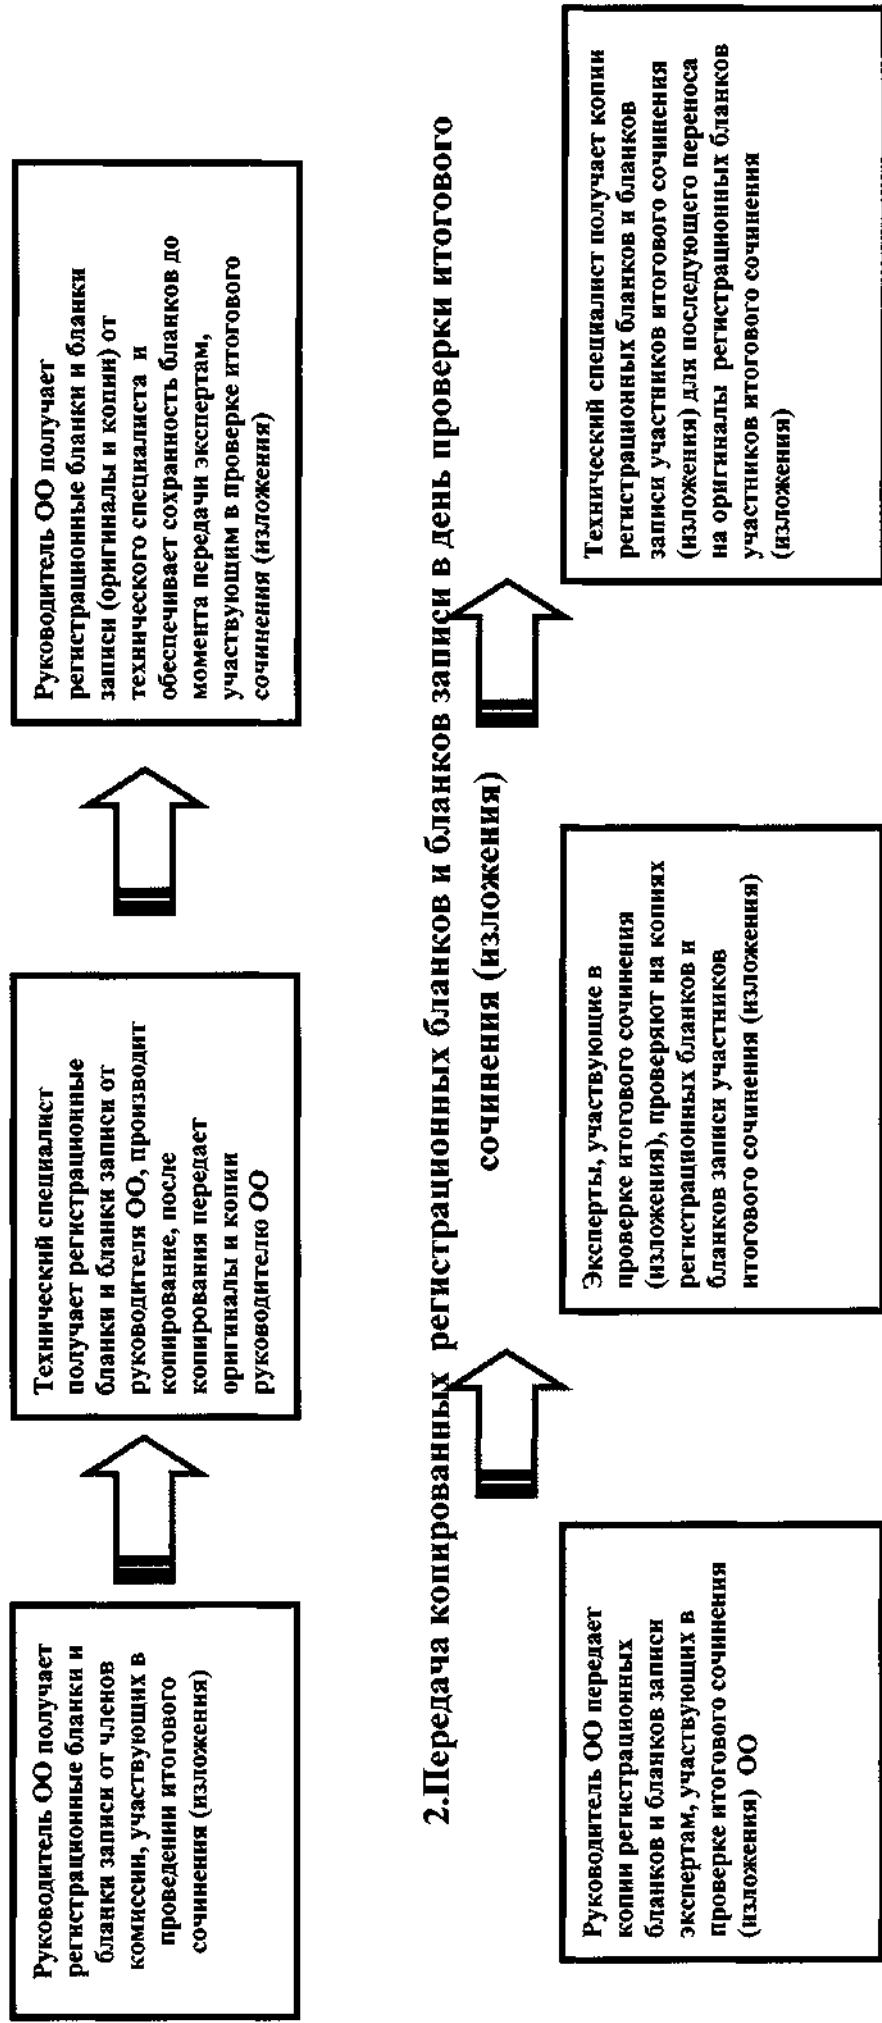 Руководитель ОО получает
регистрационные бланки и
бланки записи от членов
комиссии, участвующих в
проведении итогового
сочинения (изложения)
Технический специалист
получает регистрационные
бланки и бланки записи от
руководителя ОО, производит
копирование, после
копирования передает
оригиналы и копии
руководителю ОО
Руководитель ОО получает
регистрационные бланки и бланки
записи (оригиналы и копии) от
технического специалиста и
обеспечивает сохранность бланков до
момента передачи экспертам,
участвующим в проверке итогового
сочинения (изложения)
2.Передача копированных регистрационных бланков и бланков записи в день проверки итогового
сочинения (изложения)
Руководитель ОО передает
копии регистрационных
бланков и бланков записи
экспертам, участвующих в
проверке итогового сочинения
(изложения) ОО
Эксперты, участвующие в
проверке итогового сочинения
(изложения), проверяют на копиях
регистрационных бланков и
бланков записи участников
итогового сочинения (изложения)
Технический специалист получает копии
регистрационных бланков и бланков
записи участников итогового сочинения
(изложения) для последующего переноса
на оригиналы регистрационных бланков
участников итогового сочинения
(изложения)